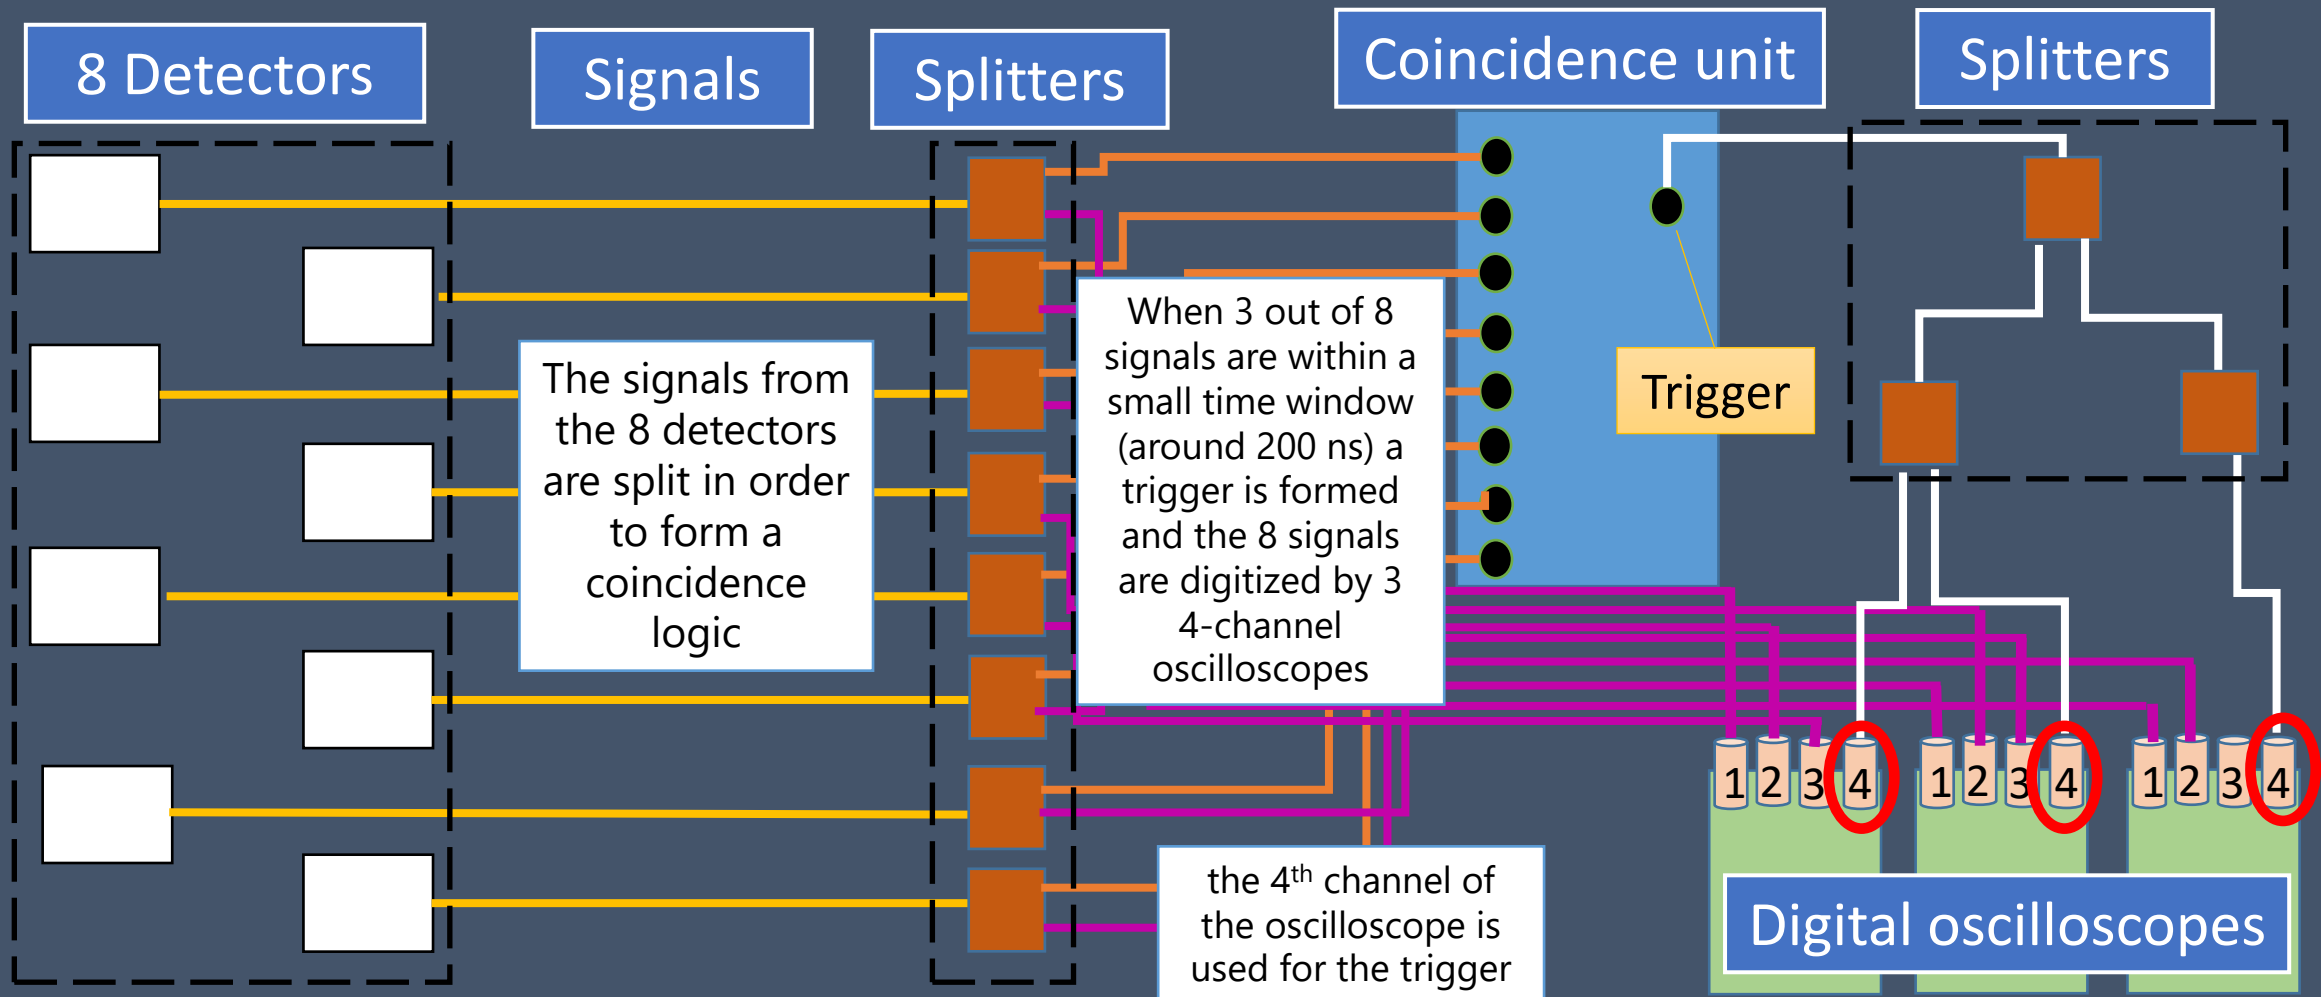 8 Detectors
Signals
Splitters
Coincidence unit
Splitters
The signals from
the 8 detectors
are split in order
to form a
coincidence
logic
When 3 out of 8
signals are within a
small time window
(around 200 ns) a
trigger is formed
and the 8 signals
are digitized by 3
4-channel
oscilloscopes
Trigger
the 4th channel of
the oscilloscope is
used for the trigger
1 2 3 4
1 2 3 4
1 2 3 4
Digital oscilloscopes